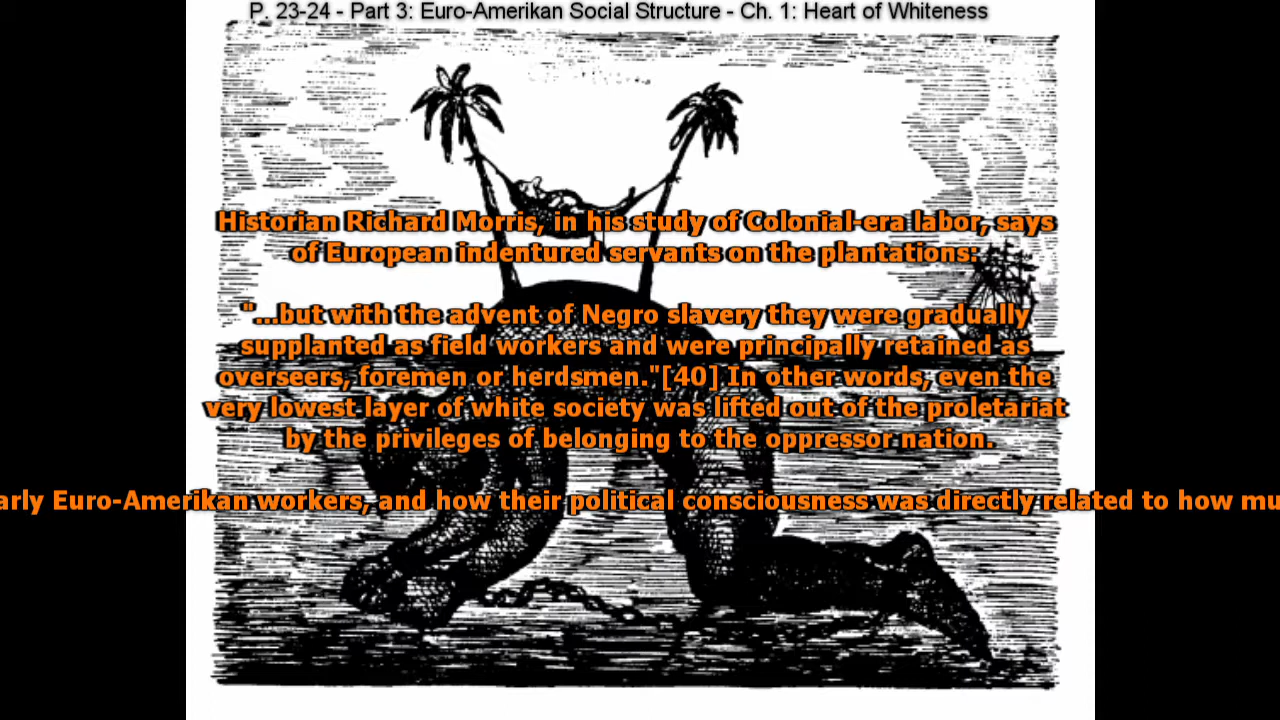 P. 23-24 - Part 3: Euro-Amerikan Social Structure - Ch. 1: Heart of Whiteness
Historian Richard Morris, in his study of Colonial-era labor, says
of European indentured servants on the plantations:
"...but with the advent of Negro slavery they were gradually
supplanted as field workers and were principally retained as
overseers, foremen or herdsmen."[40] In other words, even the
very lowest layer of white society was lifted out of the proletariat
by the privileges of belonging to the oppressor nation.
arly Euro-Amerikan workers, and how their political consciousness was directly related to how mu